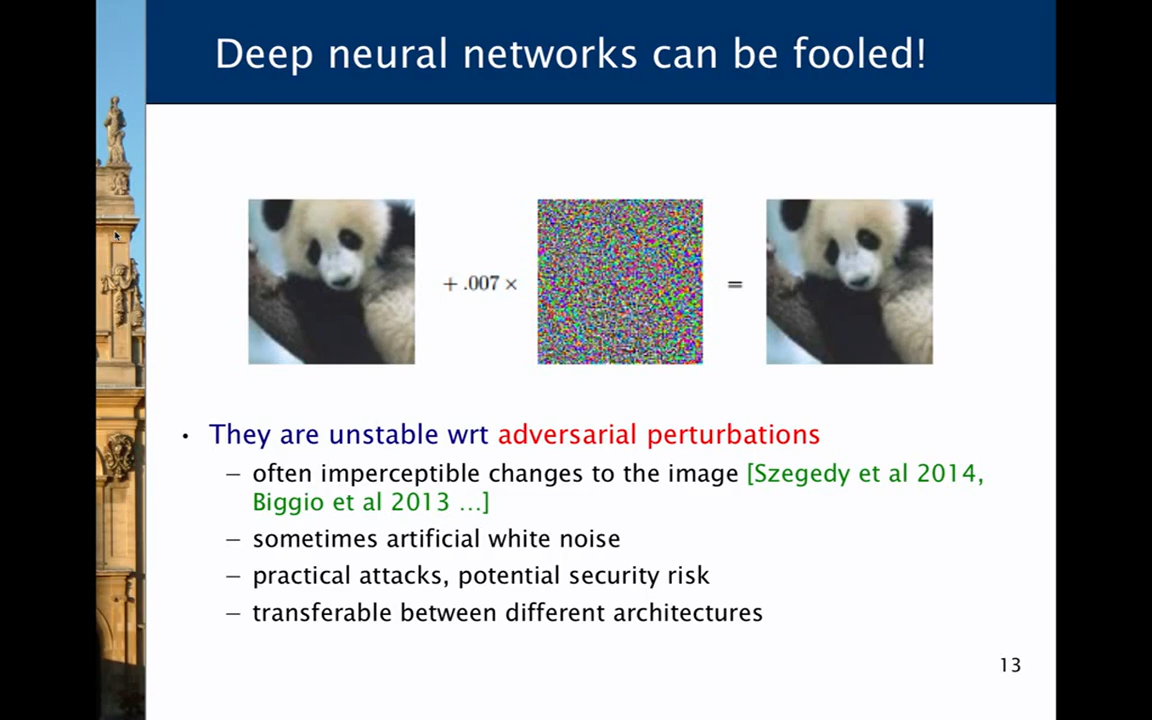 Deep neural networks can be fooled!
+ .007 ×
=
• They are unstable wrt adversarial perturbations
– often imperceptible changes to the image [Szegedy et al 2014,
Biggio et al 2013 …]
– sometimes artificial white noise
– practical attacks, potential security risk
– transferable between different architectures
13